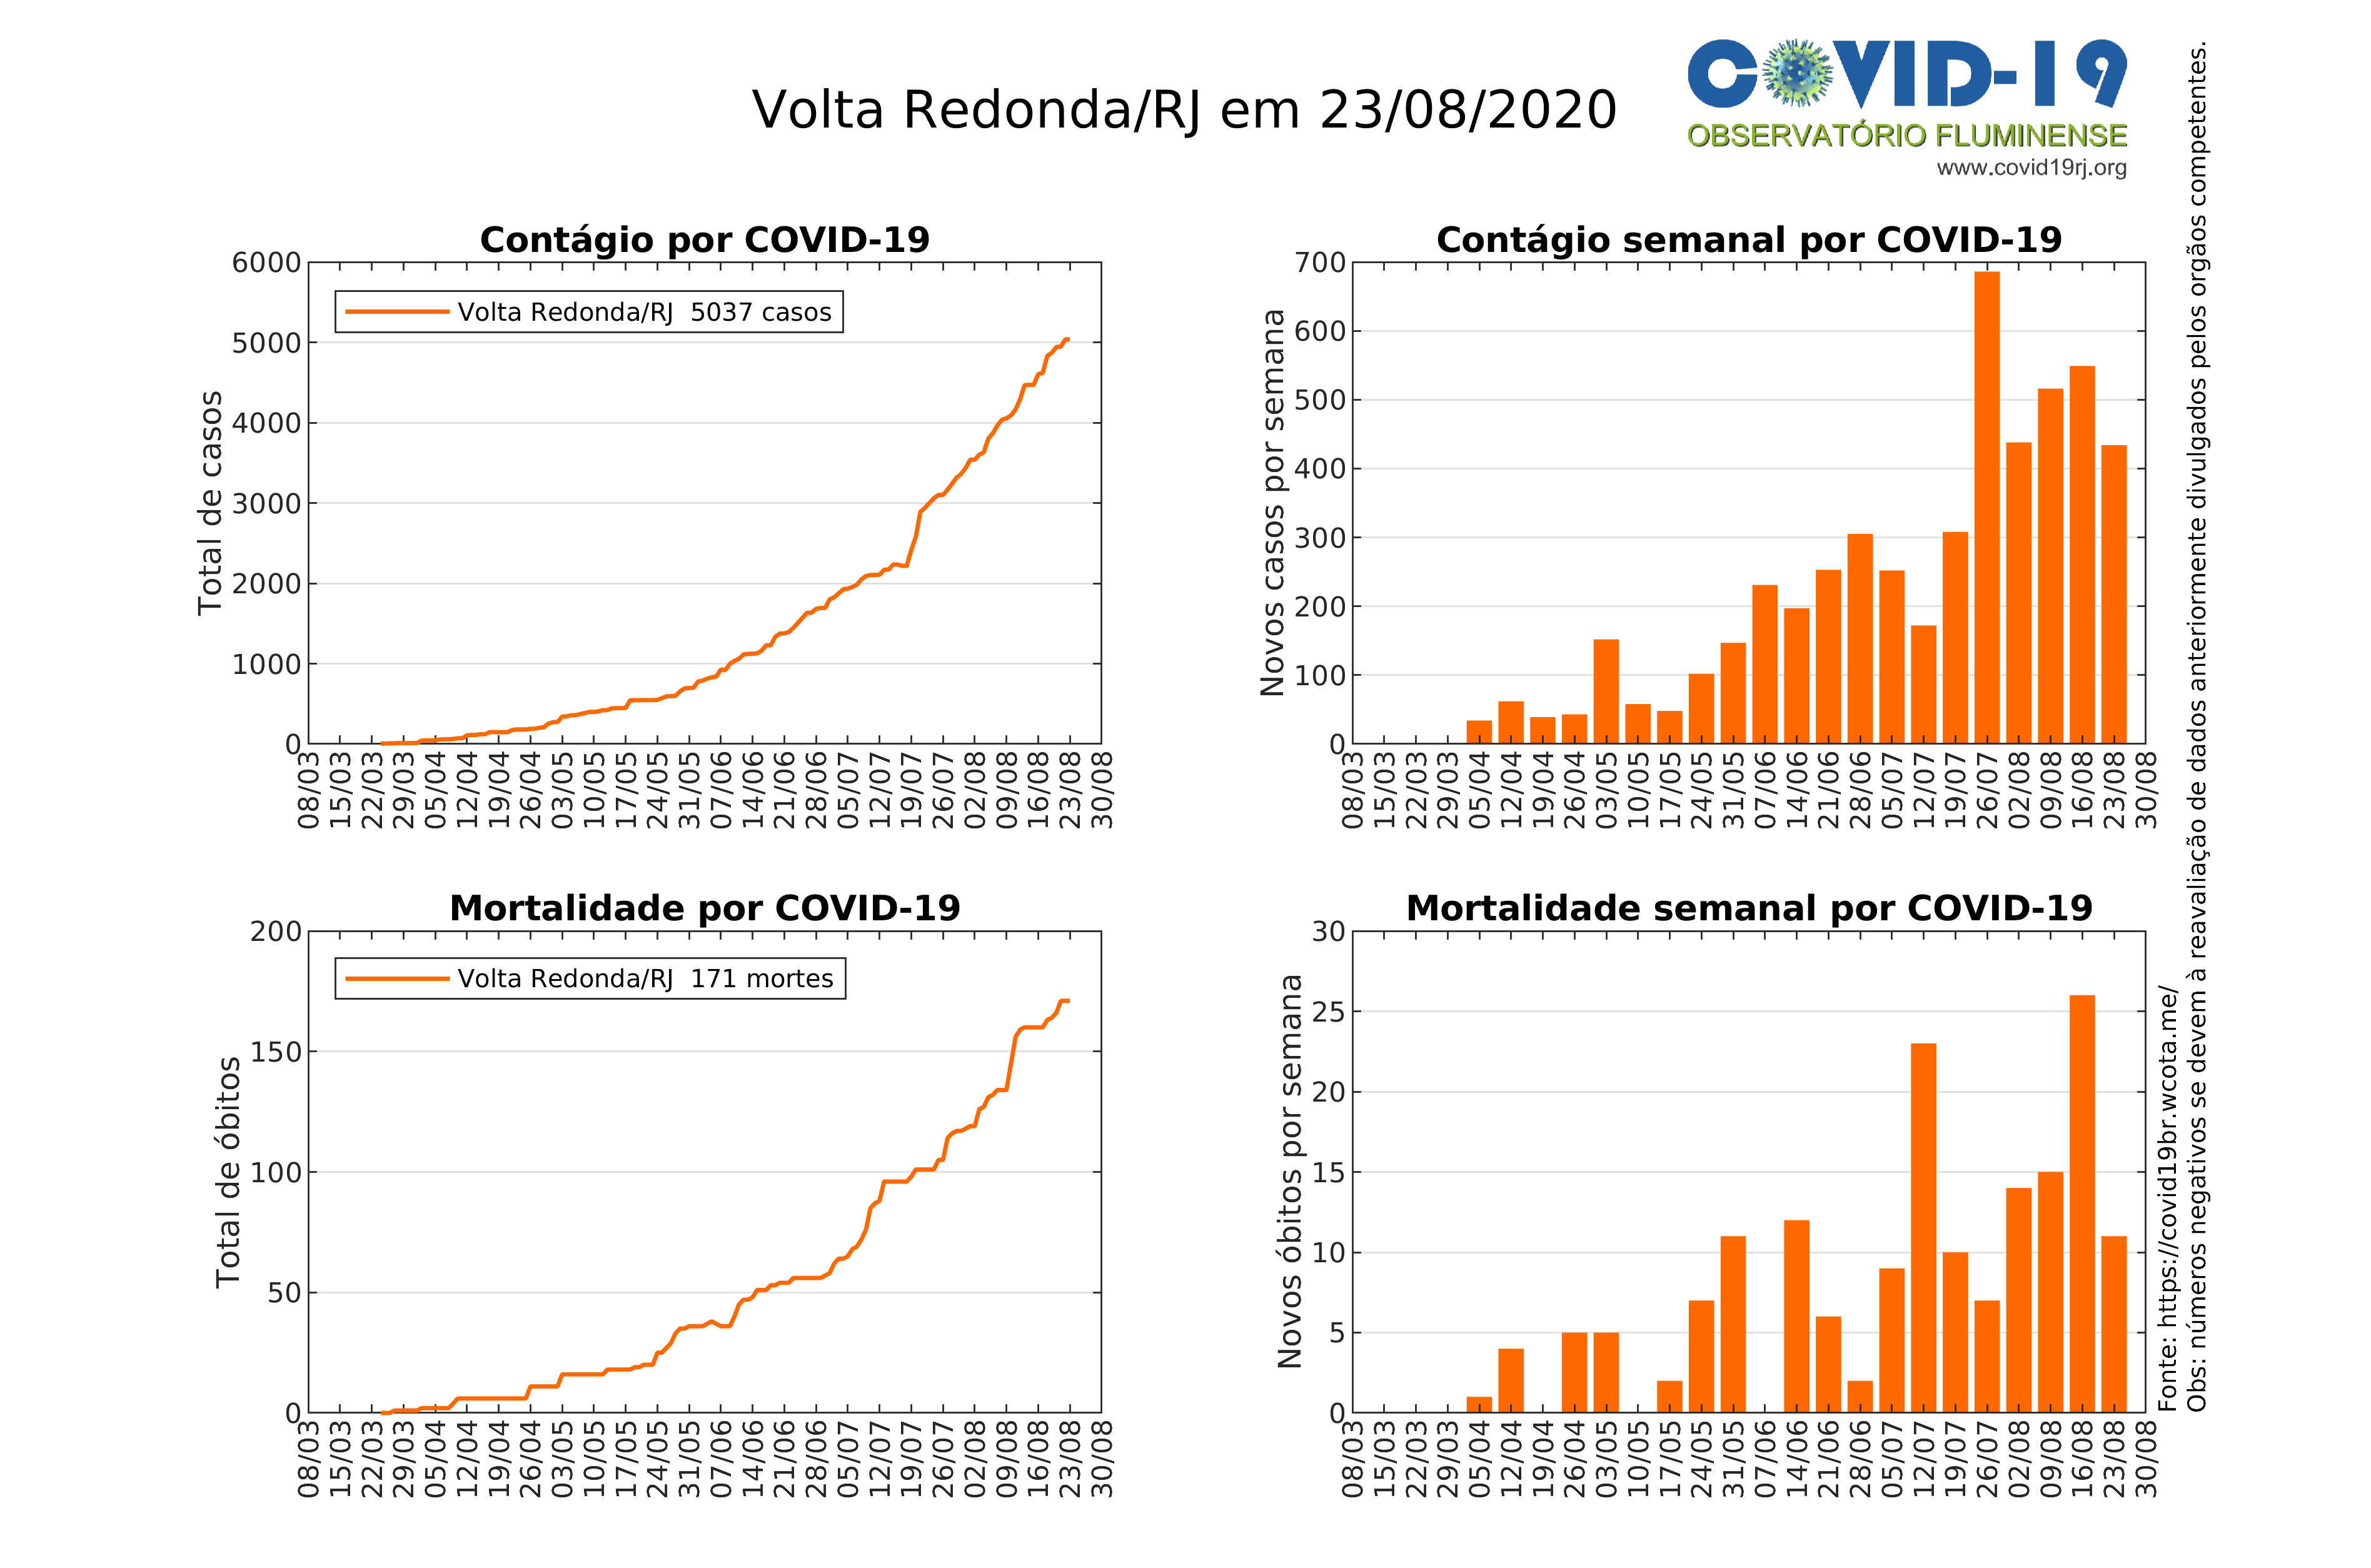 Volta Redonda/RJ em 23/08/2020
COVID-19
OBSERVATÓRIO FLUMINENSE
www.covid19rj.org
Contágio por COVID-19
Total de casos
6000
5000
4000
3000
2000
1000
0
Volta Redonda/RJ 5037 casos
08/03 15/03 22/03 29/03 05/04 12/04 19/04 26/04 03/05 10/05 17/05 24/05 31/05 07/06 14/06 21/06 28/06 05/07 12/07 19/07 26/07 02/08 09/08 16/08 23/08 30/08
Contágio semanal por COVID-19
Novos casos por semana
700
600
500
400
300
200
100
0
08/03 15/03 22/03 29/03 05/04 12/04 19/04 26/04 03/05 10/05 17/05 24/05 31/05 07/06 14/06 21/06 28/06 05/07 12/07 19/07 26/07 02/08 09/08 16/08 23/08 30/08
Mortalidade por COVID-19
Total de óbitos
200
150
100
50
0
Volta Redonda/RJ 171 mortes
08/03 15/03 22/03 29/03 05/04 12/04 19/04 26/04 03/05 10/05 17/05 24/05 31/05 07/06 14/06 21/06 28/06 05/07 12/07 19/07 26/07 02/08 09/08 16/08 23/08 30/08
Mortalidade semanal por COVID-19
Novos óbitos por semana
30
25
20
15
10
5
0
08/03 15/03 22/03 29/03 05/04 12/04 19/04 26/04 03/05 10/05 17/05 24/05 31/05 07/06 14/06 21/06 28/06 05/07 12/07 19/07 26/07 02/08 09/08 16/08 23/08 30/08
Fonte: https://covid19br.wcota.me/
Obs: números negativos se devem à reavaliação de dados anteriormente divulgados pelos orgãos competentes.